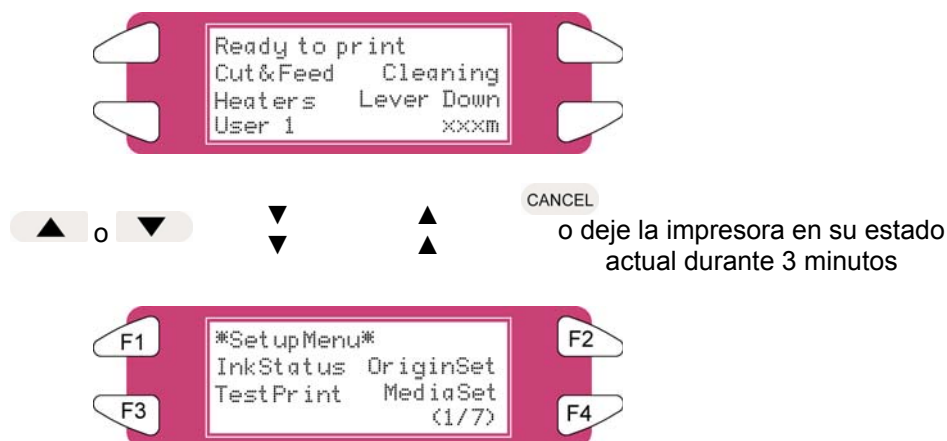 Ready to print
Cut&Feed Cleaning
Heaters Lever Down
User 1 xxxm
CANCEL
▲ o ▼ ▼ ▲ o deje la impresora en su estado
▼ ▲ actual durante 3 minutos
F1 *SetupMenu* F2
InkStatus OriginSet
TestPrint MediaSet
F3 (1/7) F4